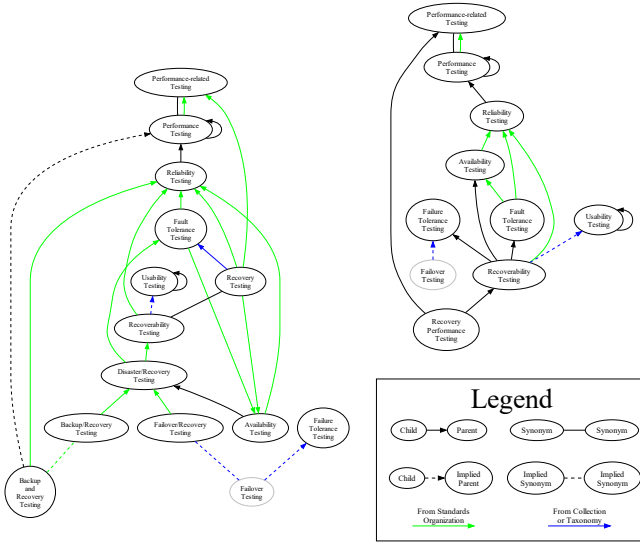 Performance-related
Testing
Performance
Testing
Reliability
Testing
Fault
Tolerance
Testing
Usability
Testing
Recovery
Testing
Recoverability
Testing
Disaster/Recovery
Testing
Backup/Recovery
Testing
Failover/Recovery
Testing
Availability
Testing
Failure
Tolerance
Testing
Backup
and
Recovery
Testing
Failover
Testing
Performance-related
Testing
Performance
Testing
Reliability
Testing
Availability
Testing
Failure
Tolerance
Testing
Fault
Tolerance
Testing
Usability
Testing
Failover
Testing
Recoverability
Testing
Recovery
Performance
Testing
Legend
Child
Parent
Synonym
Synonym
Child
Implied
Parent
Implied
Synonym
Implied
Synonym
From Standards
Organization
From Collection
or Taxonomy